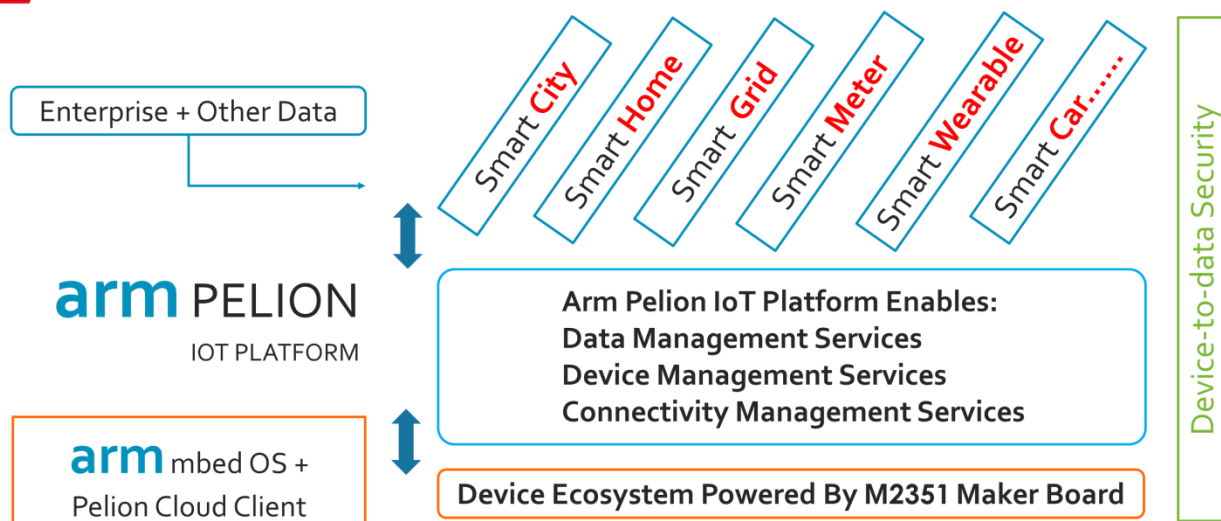 Enterprise + Other Data
Smart City
Smart Home
Smart Grid
Smart Meter
Smart Wearable
Smart Car......
arm PELION
IOT PLATFORM
Arm Pelion IoT Platform Enables:
Data Management Services
Device Management Services
Connectivity Management Services
arm mbed OS +
Pelion Cloud Client
Device Ecosystem Powered By M2351 Maker Board
Device-to-data Security